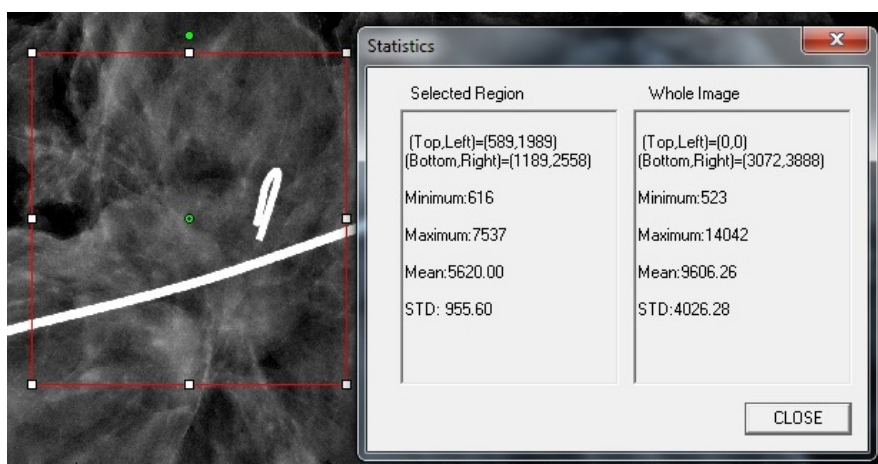 Statistics
Selected Region
(Top,Left)=(589,1989)
(Bottom,Right)=(1189,2558)
Minimum:616
Maximum:7537
Mean:5620.00
STD: 955.60
Whole Image
(Top,Left)=(0,0)
(Bottom,Right)=(3072,3888)
Minimum:523
Maximum:14042
Mean:9606.26
STD:4026.28
CLOSE